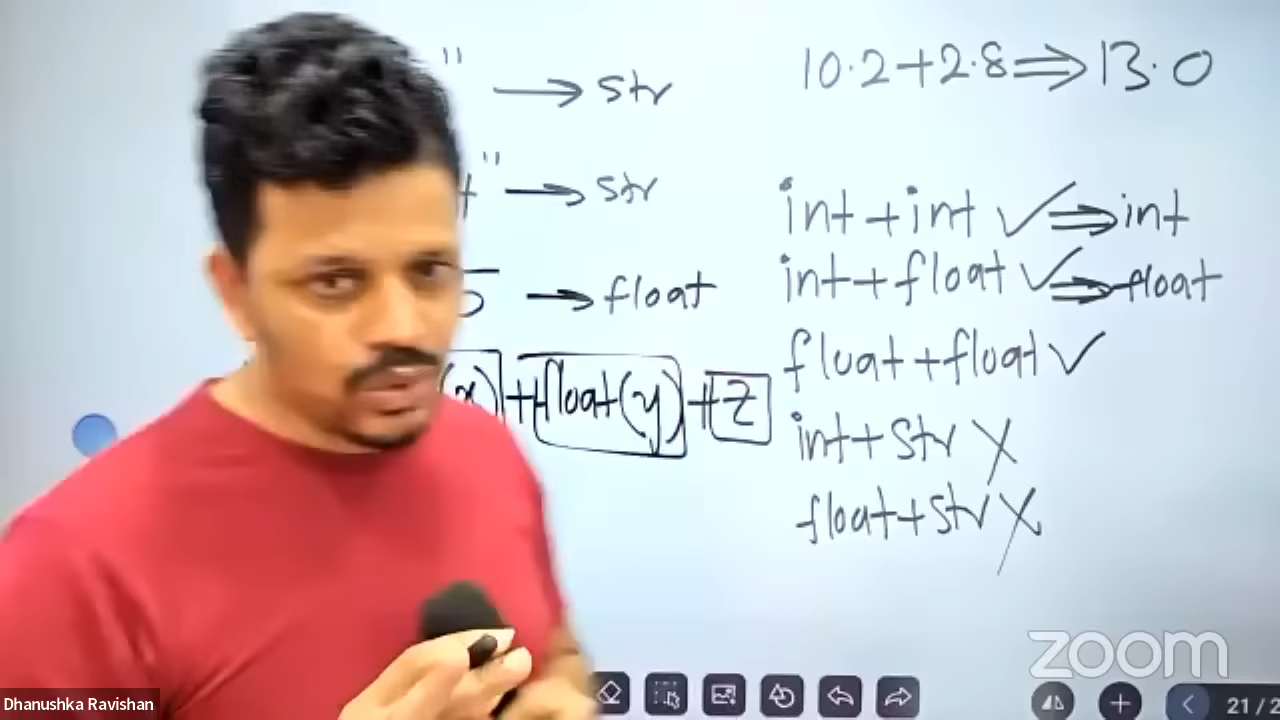 " → str
10.2+2.8⇒13.0
" → str
int + int ✓⇒ int
int + float ✓⇒ float
5 → float
float + float ✓
(x) + float(y) + z
int + str X
float + str X
zoom
Dhanushka Ravishan
21/2